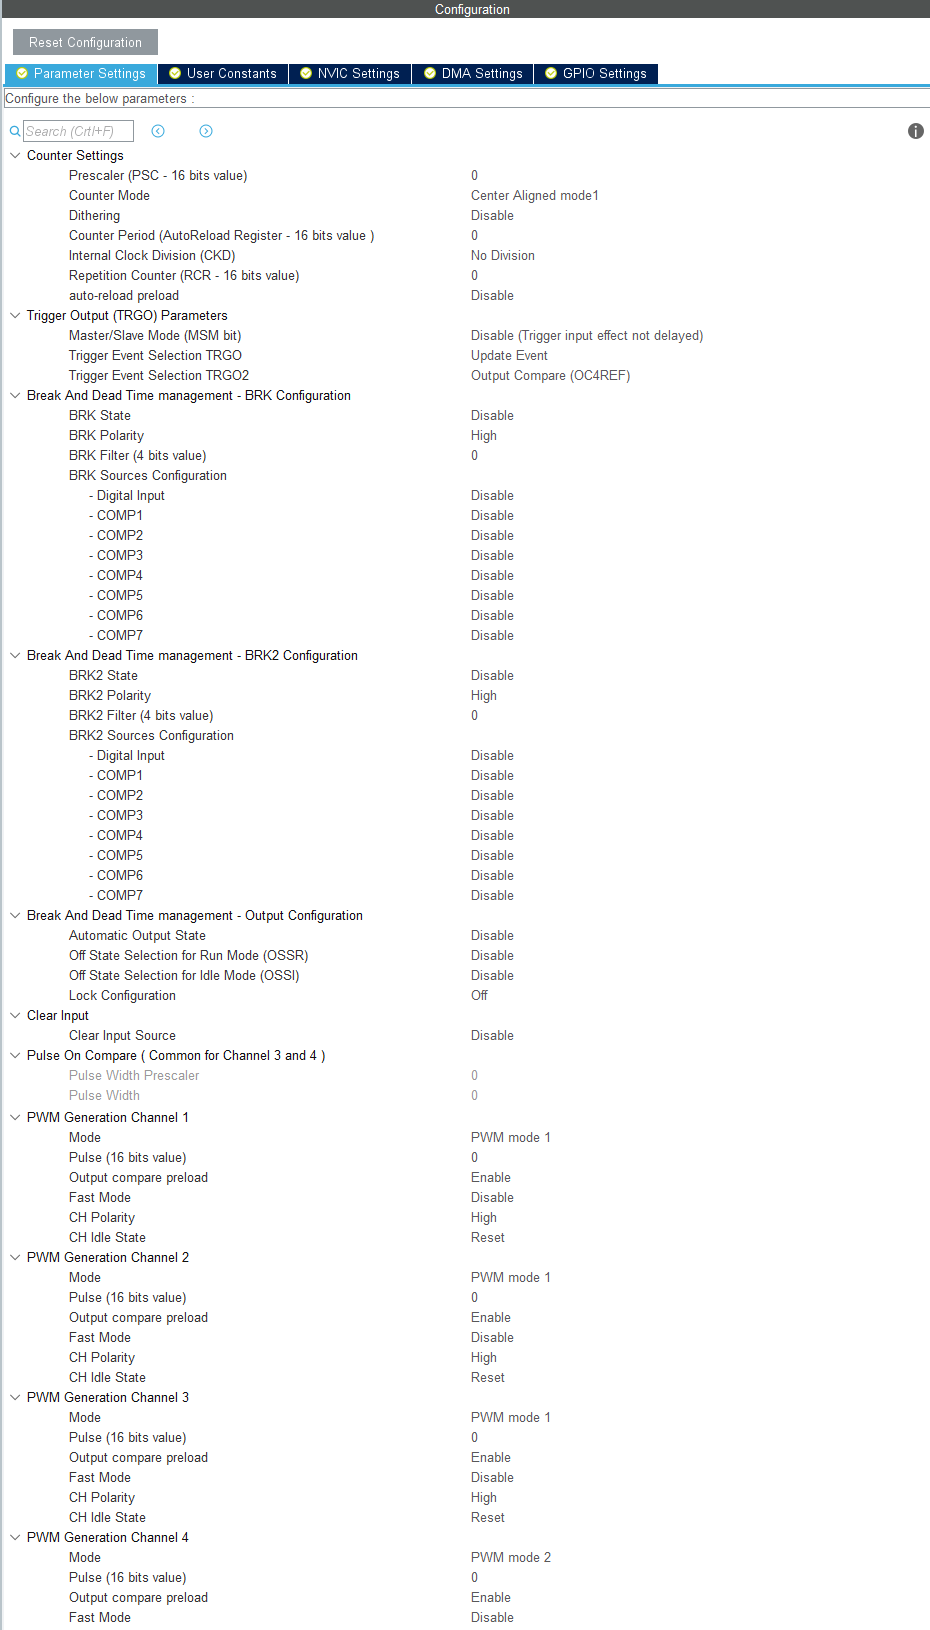 Configuration
Reset Configuration
Parameter Settings User Constants NVIC Settings DMA Settings GPIO Settings
Configure the below parameters :
Search (Crtl+F)
Counter Settings
Prescaler (PSC - 16 bits value) 0
Counter Mode Center Aligned mode1
Dithering Disable
Counter Period (AutoReload Register - 16 bits value ) 0
Internal Clock Division (CKD) No Division
Repetition Counter (RCR - 16 bits value) 0
auto-reload preload Disable
Trigger Output (TRGO) Parameters
Master/Slave Mode (MSM bit) Disable (Trigger input effect not delayed)
Trigger Event Selection TRGO Update Event
Trigger Event Selection TRGO2 Output Compare (OC4REF)
Break And Dead Time management - BRK Configuration
BRK State Disable
BRK Polarity High
BRK Filter (4 bits value) 0
BRK Sources Configuration
- Digital Input Disable
- COMP1 Disable
- COMP2 Disable
- COMP3 Disable
- COMP4 Disable
- COMP5 Disable
- COMP6 Disable
- COMP7 Disable
Break And Dead Time management - BRK2 Configuration
BRK2 State Disable
BRK2 Polarity High
BRK2 Filter (4 bits value) 0
BRK2 Sources Configuration
- Digital Input Disable
- COMP1 Disable
- COMP2 Disable
- COMP3 Disable
- COMP4 Disable
- COMP5 Disable
- COMP6 Disable
- COMP7 Disable
Break And Dead Time management - Output Configuration
Automatic Output State Disable
Off State Selection for Run Mode (OSSR) Disable
Off State Selection for Idle Mode (OSSI) Disable
Lock Configuration Off
Clear Input
Clear Input Source Disable
Pulse On Compare ( Common for Channel 3 and 4 )
Pulse Width Prescaler 0
Pulse Width 0
PWM Generation Channel 1
Mode PWM mode 1
Pulse (16 bits value) 0
Output compare preload Enable
Fast Mode Disable
CH Polarity High
CH Idle State Reset
PWM Generation Channel 2
Mode PWM mode 1
Pulse (16 bits value) 0
Output compare preload Enable
Fast Mode Disable
CH Polarity High
CH Idle State Reset
PWM Generation Channel 3
Mode PWM mode 1
Pulse (16 bits value) 0
Output compare preload Enable
Fast Mode Disable
CH Polarity High
CH Idle State Reset
PWM Generation Channel 4
Mode PWM mode 2
Pulse (16 bits value) 0
Output compare preload Enable
Fast Mode Disable